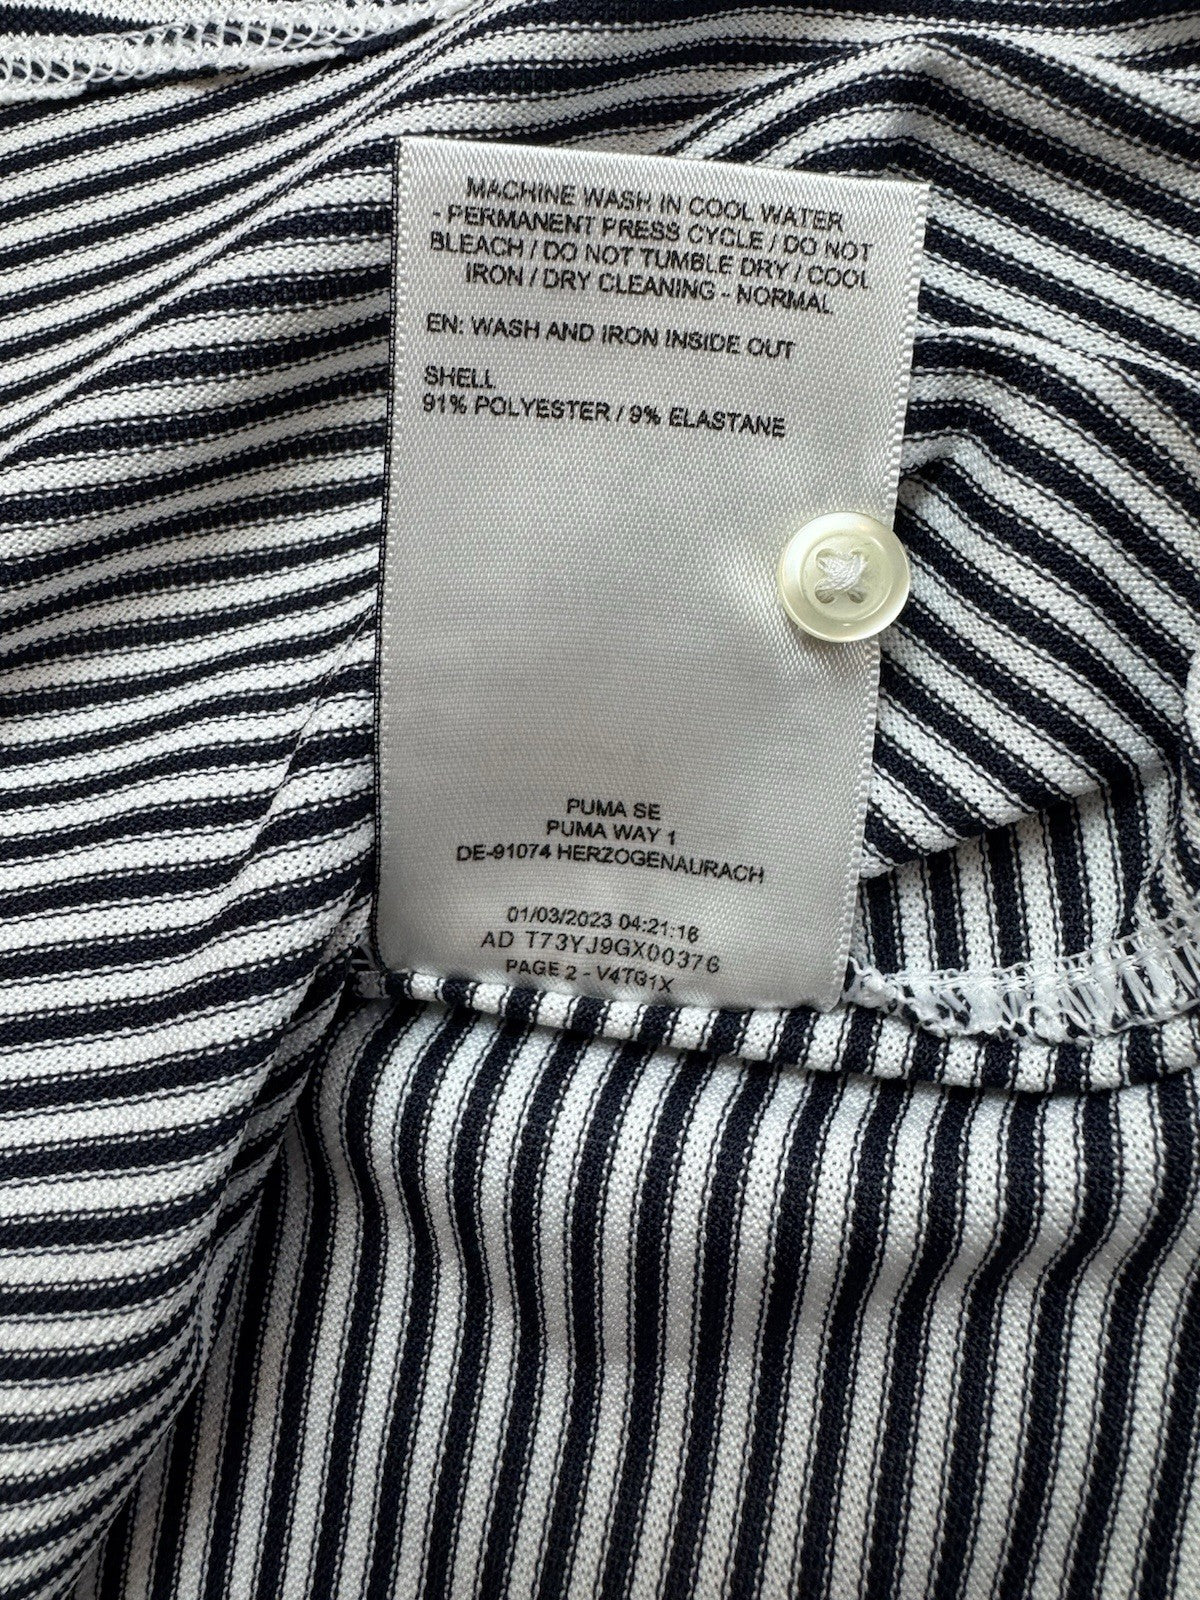 MACHINE WASH IN COOL WATER
- PERMANENT PRESS CYCLE / DO NOT
BLEACH / DO NOT TUMBLE DRY / COOL
IRON / DRY CLEANING - NORMAL
EN: WASH AND IRON INSIDE OUT
SHELL
91% POLYESTER / 9% ELASTANE
PUMA SE
PUMA WAY 1
DE-91074 HERZOGENAURACH
01/03/2023 04:21:16
AD T73YJ9GX00376
PAGE 2 - V4TG1X